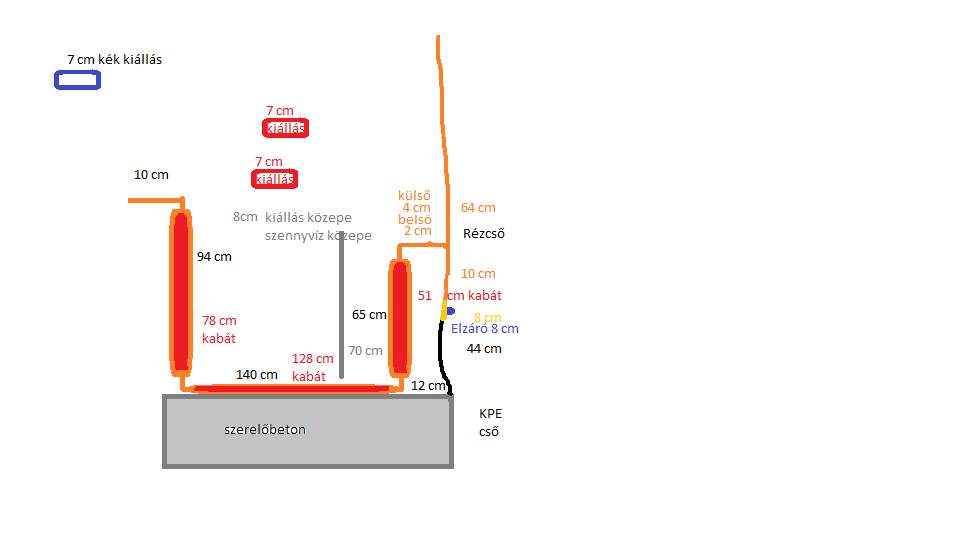 7 cm kék kiállás
7 cm
kiállás
7 cm
kiállás
10 cm
külső
4 cm
belső
2 cm
64 cm
8cm
kiállás közepe
szennyvíz közepe
Rézcső
94 cm
10 cm
51
cm kabát
65 cm
8 cm
78 cm
kabát
Elzáró 8 cm
70 cm
44 cm
128 cm
kabát
140 cm
12 cm
KPE
cső
szerelőbeton